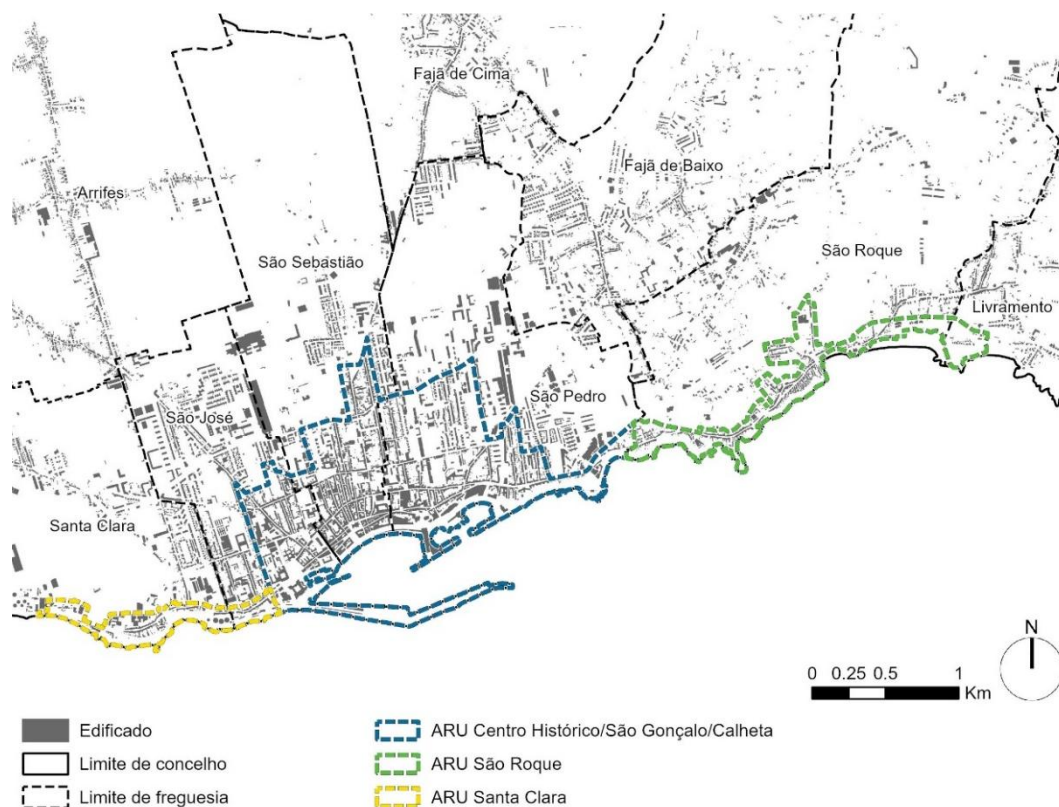 Fajã de Cima
Fajã de Baixo
Arrifes
São Roque
São Sebastião
Livramento
São Pedro
São José
Santa Clara
N
0 0.25 0.5 1
Km
Edificado
Limite de concelho
Limite de freguesia
ARU Centro Histórico/São Gonçalo/Calheta
ARU São Roque
ARU Santa Clara